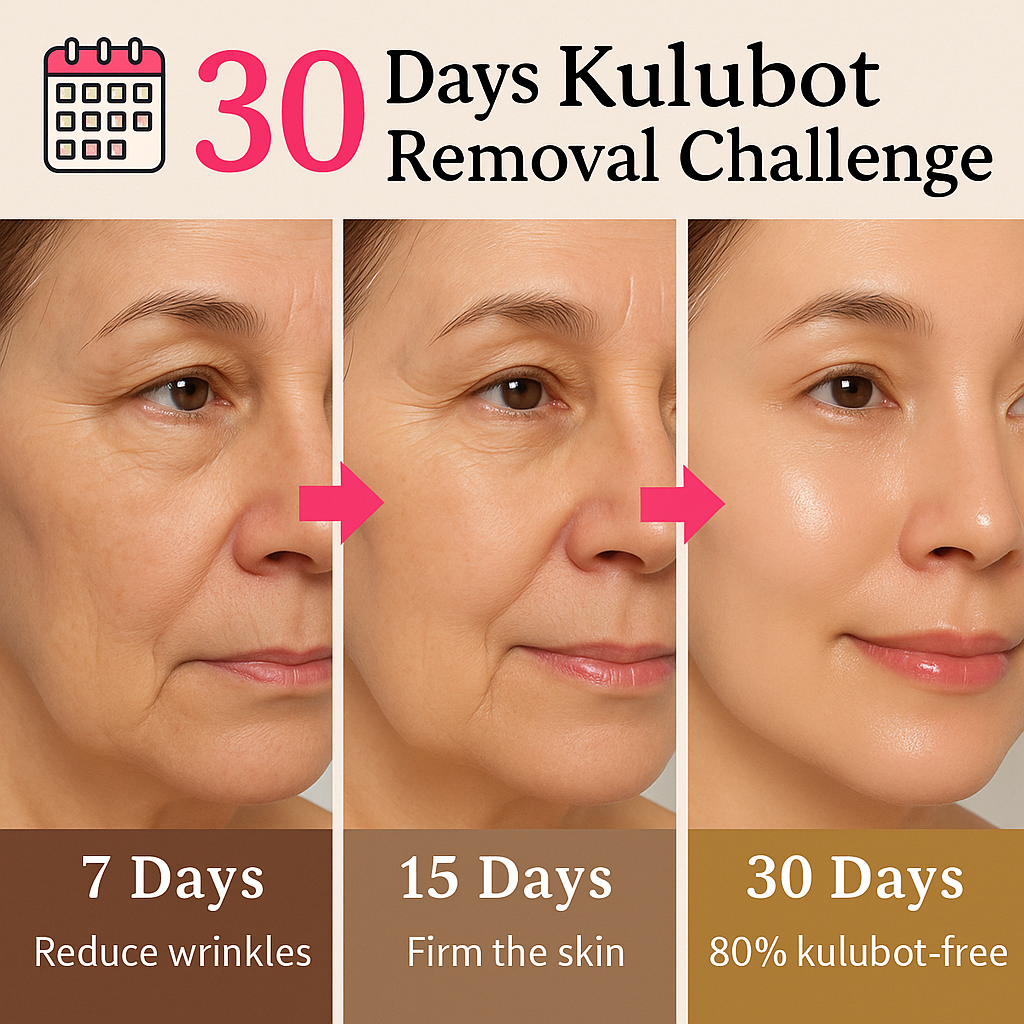 30 Days Kulubot
Removal Challenge
7 Days
Reduce wrinkles
15 Days
Firm the skin
30 Days
80% kulubot-free